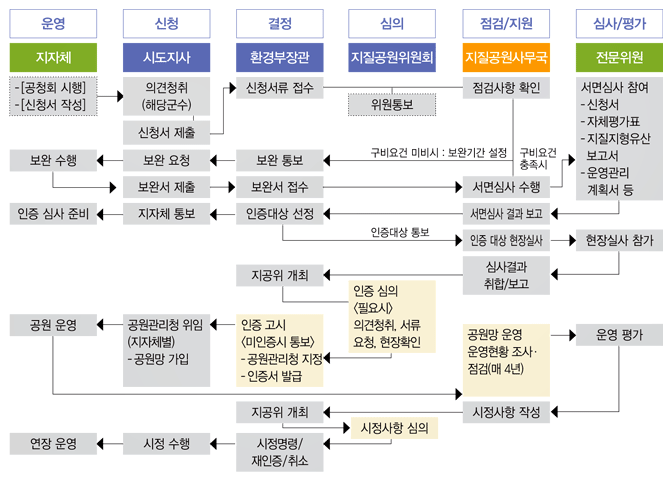 운영 신청 결정 심의 점검/지원 심사/평가
지자체 시도지사 환경부장관 지질공원위원회 지질공원사무국 전문위원
- [공청회 시행]
- [신청서 작성]
의견청취
(해당군수)
신청서 제출
신청서류 접수
위원통보
점검사항 확인
서면심사 참여
- 신청서
- 자체평가표
- 지질지형유산
보고서
- 운영관리
계획서 등
구비요건 미비시 : 보완기간 설정
구비요건
충족시
보완 수행 보완 요청 보완 통보
보완서 제출 보완서 접수 서면심사 수행
인증 심사 준비 지자체 통보 인증대상 선정 서면심사 결과 보고
인증대상 통보
인증 대상 현장실사 현장실사 참가
지공위 개최
심사결과
취합/보고
인증 심의
<필요시>
의견청취, 서류
요청, 현장확인
공원 운영
공원관리청 위임
(지자체별)
- 공원망 가입
인증 고시
<미인증시 통보>
- 공원관리청 지정
- 인증서 발급
공원망 운영
운영현황 조사·
점검(매 4년)
운영 평가
지공위 개최 시정사항 작성
시정사항 심의
연장 운영 시정 수행
시정명령/
재인증/취소